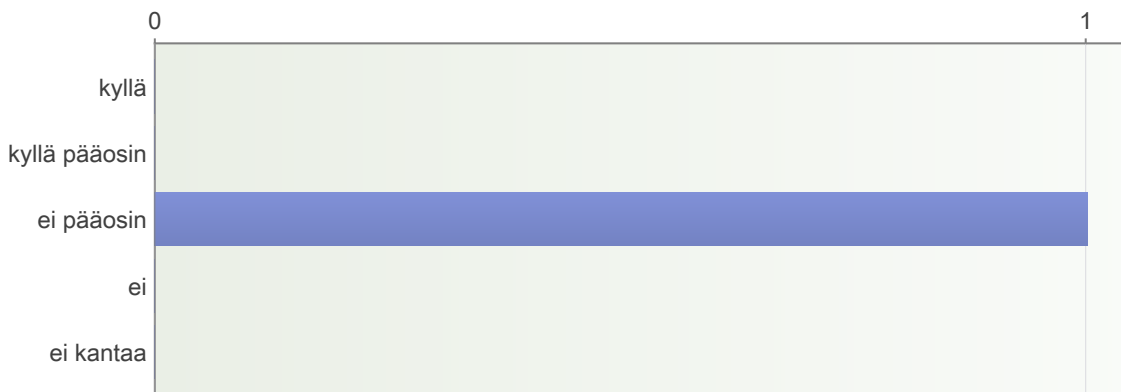 0 1
kyllä
kyllä pääosin
ei pääosin
ei
ei kantaa